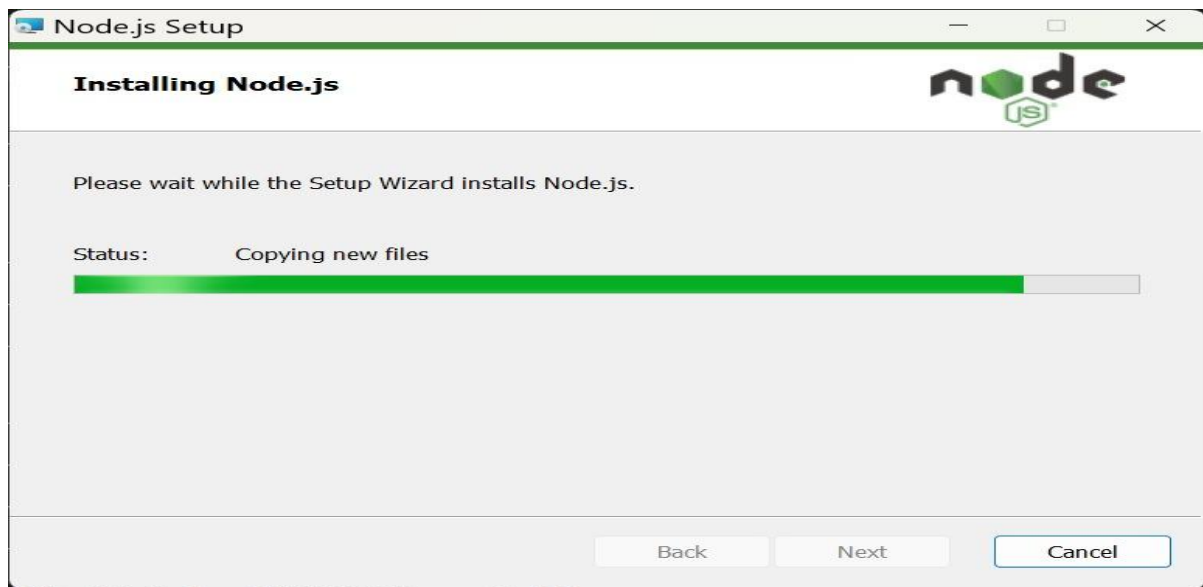 Node.js Setup
Installing Node.js
node
JS
Please wait while the Setup Wizard installs Node.js.
Status: Copying new files
Back Next Cancel